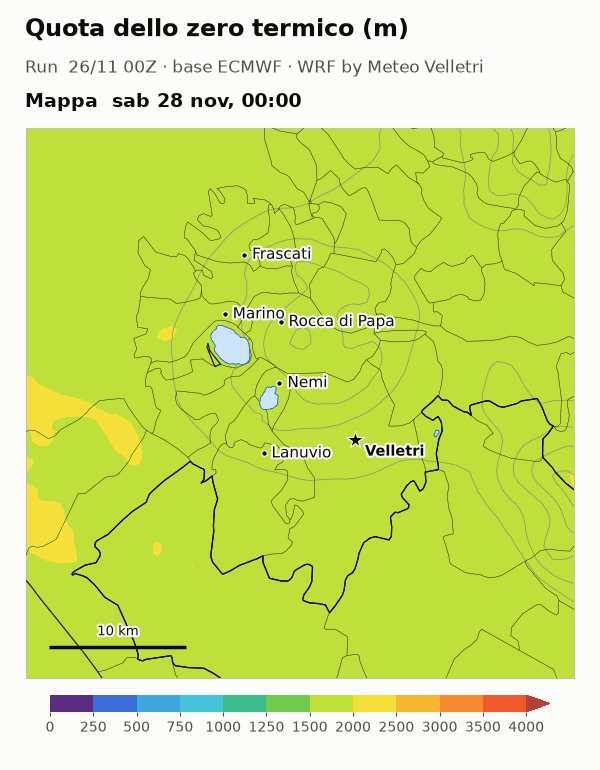 Quota dello zero termico (m)
Run  26/11 00Z · base ECMWF · WRF by Meteo Velletri
Mappa  sab 28 nov, 00:00
Frascati
Marino
Rocca di Papa
Nemi
Velletri
Lanuvio
10 km
0 250 500 750 1000 1250 1500 2000 2500 3000 3500 4000